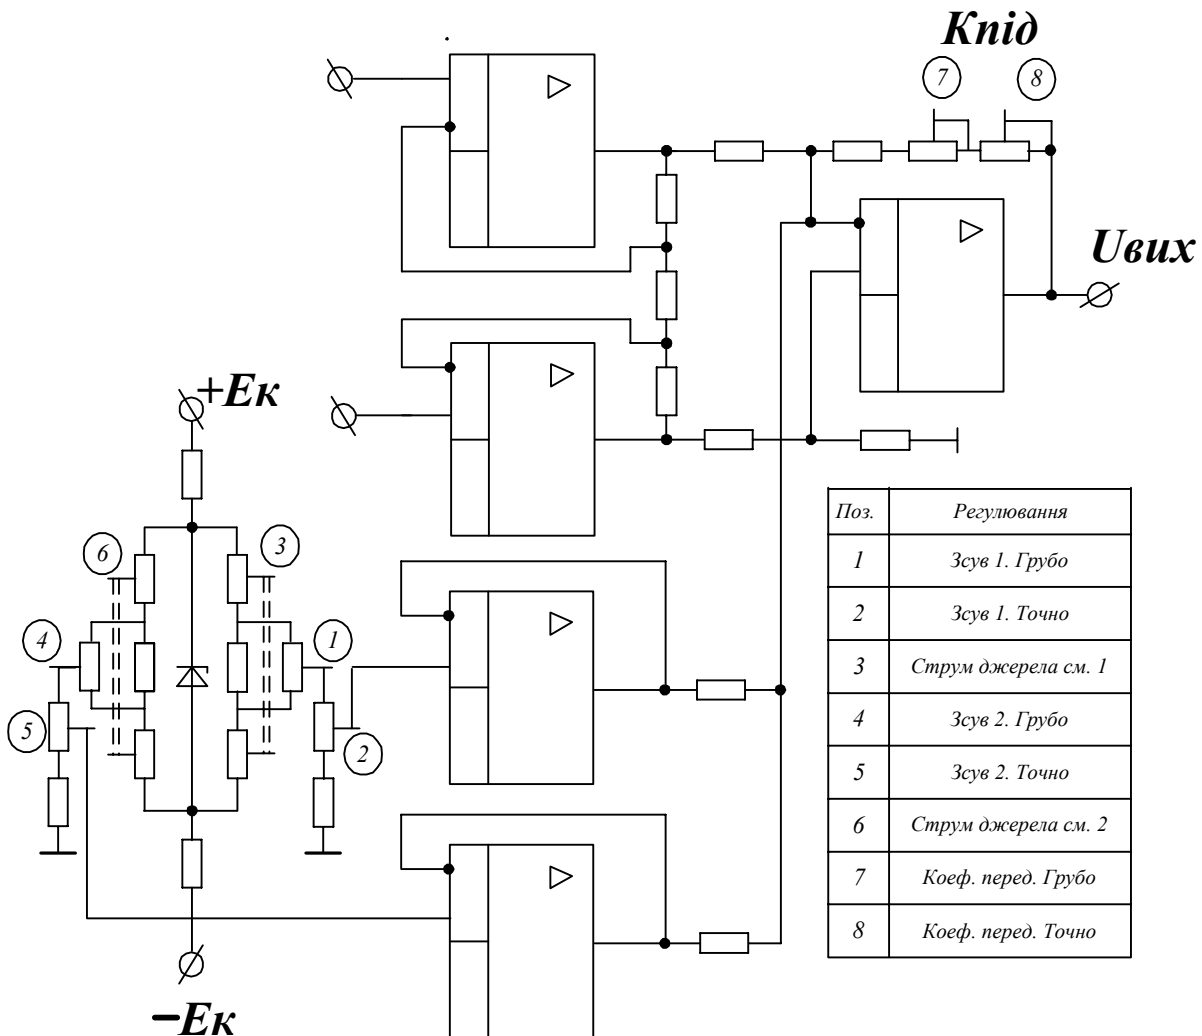 Kпід
7
8
Uвих
+Eк
6
3
4
1
5
2
−Eк
Поз. Регулювання
1 Зсув 1. Грубо
2 Зсув 1. Точно
3 Струм джерела см. 1
4 Зсув 2. Грубо
5 Зсув 2. Точно
6 Струм джерела см. 2
7 Коеф. перед. Грубо
8 Коеф. перед. Точно